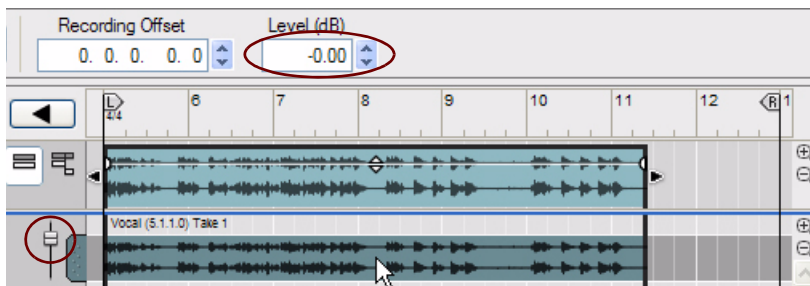 Recording Offset Level (dB)
0. 0. 0. 0. 0 -0.00
L 6 7 8 9 10 11 12 R 1
4/4
Vocal (5.1.1.0) Take 1